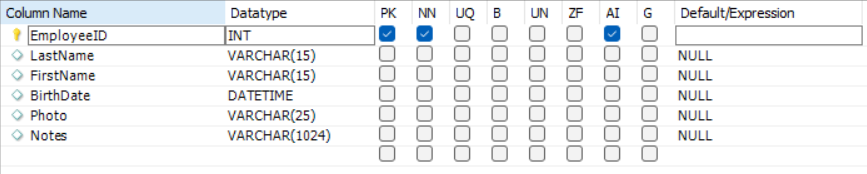 Column Name Datatype PK NN UQ B UN ZF AI G Default/Expression
EmployeeID INT
LastName VARCHAR(15) NULL
FirstName VARCHAR(15) NULL
BirthDate DATETIME NULL
Photo VARCHAR(25) NULL
Notes VARCHAR(1024) NULL